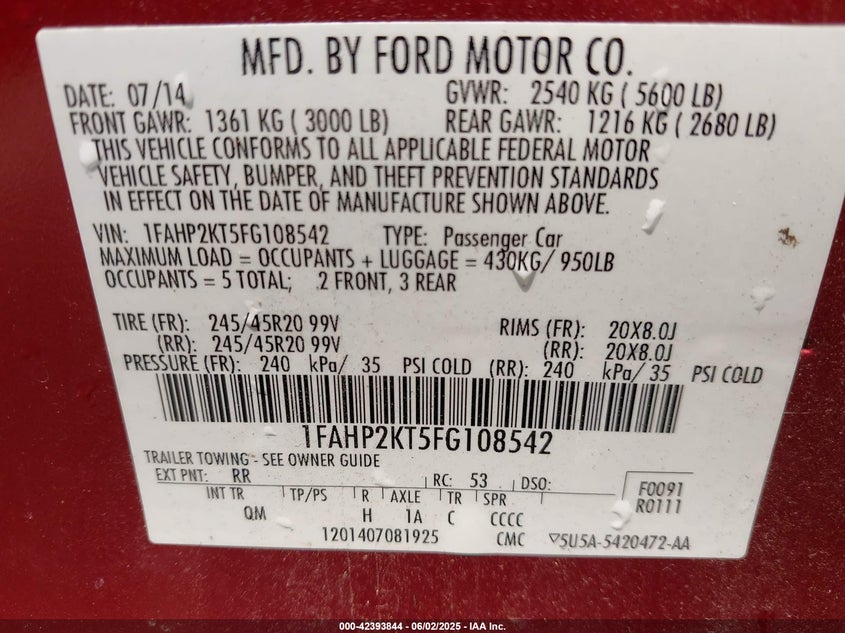 MFD. BY FORD MOTOR CO.
DATE: 07/14 GVWR: 2540 KG ( 5600 LB)
FRONT GAWR: 1361 KG ( 3000 LB) REAR GAWR: 1216 KG ( 2680 LB)
THIS VEHICLE CONFORMS TO ALL APPLICABLE FEDERAL MOTOR
VEHICLE SAFETY, BUMPER, AND THEFT PREVENTION STANDARDS
IN EFFECT ON THE DATE OF MANUFACTURE SHOWN ABOVE.
VIN: 1FAHP2KT5FG108542 TYPE: Passenger Car
MAXIMUM LOAD = OCCUPANTS + LUGGAGE = 430KG/ 950LB
OCCUPANTS = 5 TOTAL; 2 FRONT, 3 REAR
TIRE (FR): 245/45R20 99V RIMS (FR): 20X8.0J
(RR): 245/45R20 99V (RR): 20X8.0J
PRESSURE (FR): 240 kPa/ 35 PSI COLD (RR): 240 kPa/ 35 PSI COLD
1FAHP2KT5FG108542
TRAILER TOWING - SEE OWNER GUIDE
EXT PNT: RR RC: 53 DSO:
INT TR TP/PS R AXLE TR SPR F0091
QM H 1A C CCCC R0111
1201407081925 CMC ▽5U5A-5420472-AA
000-42393844 | 06/02/2025 - IAA Inc.